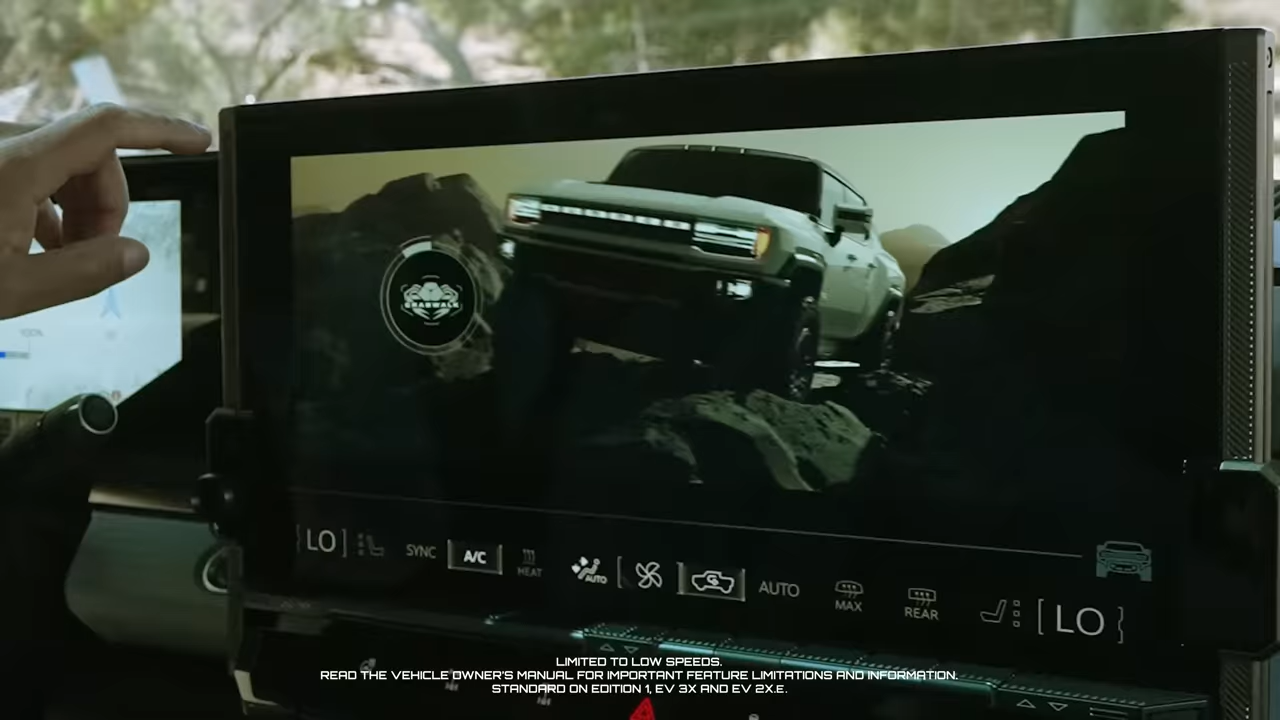 100%
CRABWALK
LO
SYNC
A/C
HEAT
AUTO
AUTO
MAX
REAR
LO
LIMITED TO LOW SPEEDS.
READ THE VEHICLE OWNER'S MANUAL FOR IMPORTANT FEATURE LIMITATIONS AND INFORMATION.
STANDARD ON EDITION 1, EV 3X AND EV 2X.E.